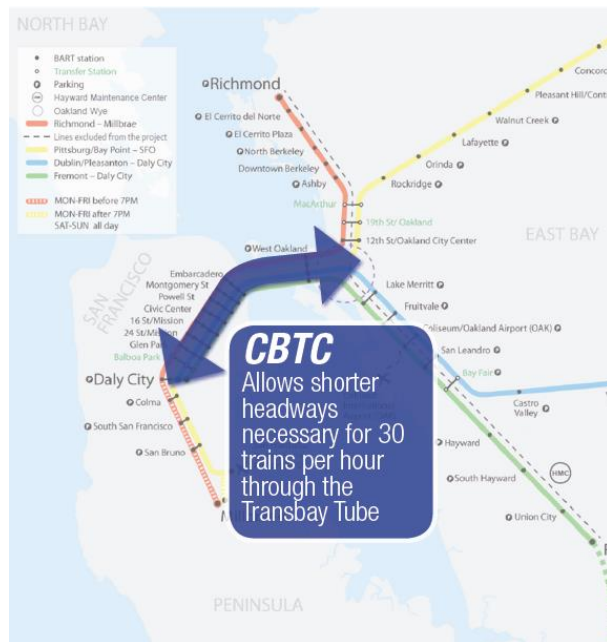 NORTH BAY
BART station
Transfer Station
Parking
HMC Hayward Maintenance Center
Oakland Wye
Richmond – Millbrae
Lines excluded from the project
Pittsburg/Bay Point – SFO
Dublin/Pleasanton – Daly City
Fremont – Daly City
MON-FRI before 7PM
MON-FRI after 7PM
SAT-SUN all day
Richmond
El Cerrito del Norte
El Cerrito Plaza
North Berkeley
Downtown Berkeley
Ashby
MacArthur
19th St/Oakland
12th St/Oakland City Center
Concor
Pleasant Hill/Cont
Walnut Creek
Lafayette
Orinda
Rockridge
EAST BAY
West Oakland
SAN FRANCISCO
Embarcadero
Montgomery St
Powell St
Civic Center
16 St/Mission
24 St/Mission
Glen Par
Balboa Park
Daly City
Colma
South San Francisco
San Bruno
Mil
Lake Merritt
Fruitvale
Coliseum/Oakland Airport (OAK)
San Leandro
Bay Fair
Castro
Valley
Hayward
South Hayward
HMC
Union City
F
CBTC
Allows shorter
headways
necessary for 30
trains per hour
through the
Transbay Tube
PENINSULA